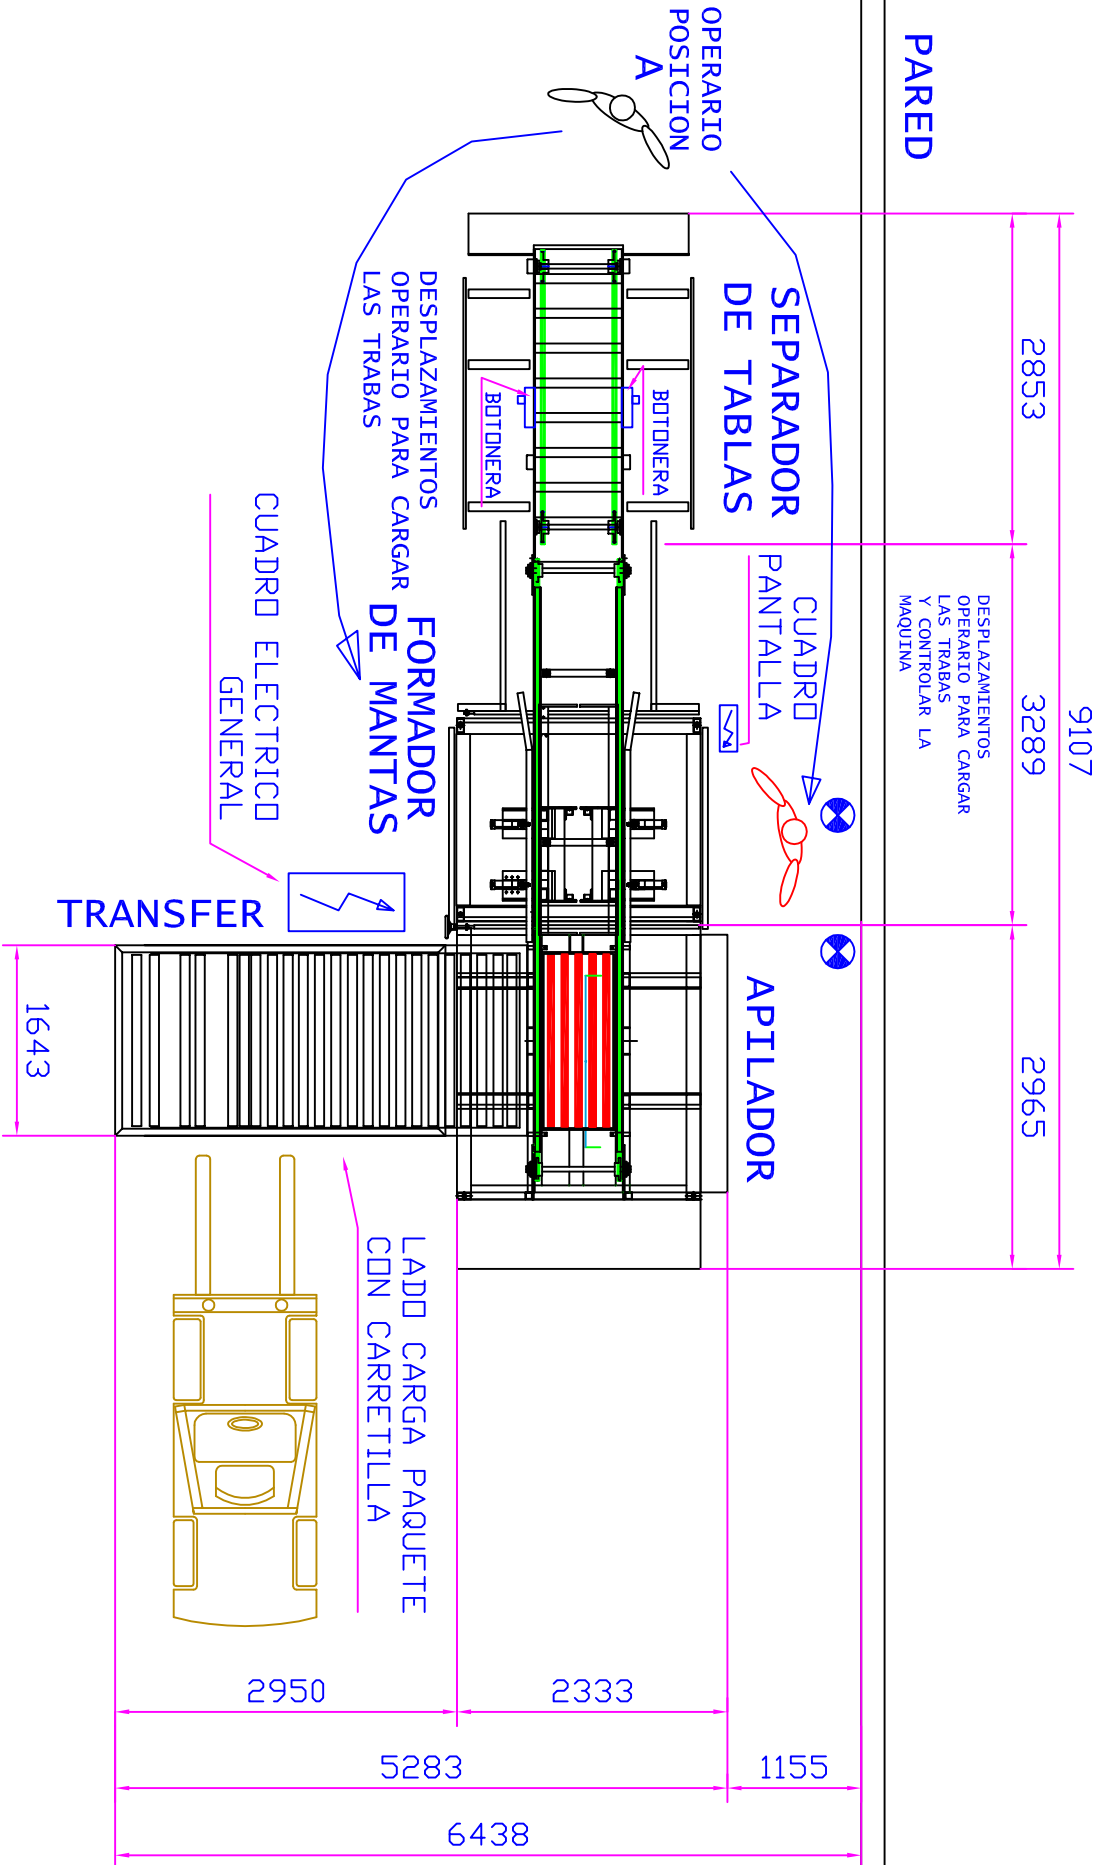 PARED
OPERARIO
POSICION
A
SEPARADOR
DE TABLAS
2853
3289
2965
9107
DESPLAZAMIENTOS
OPERARIO PARA CARGAR
LAS TRABAS
Y CONTROLAR LA
MAQUINA
CUADRO
PANTALLA
BOTONERA
BOTONERA
DESPLAZAMIENTOS
OPERARIO PARA CARGAR
LAS TRABAS
FORMADOR
DE MANTAS
CUADRO ELECTRICO
GENERAL
TRANSFER
APILADOR
1643
LADO CARGA PAQUETE
CON CARRETILLA
2950
2333
5283
1155
6438